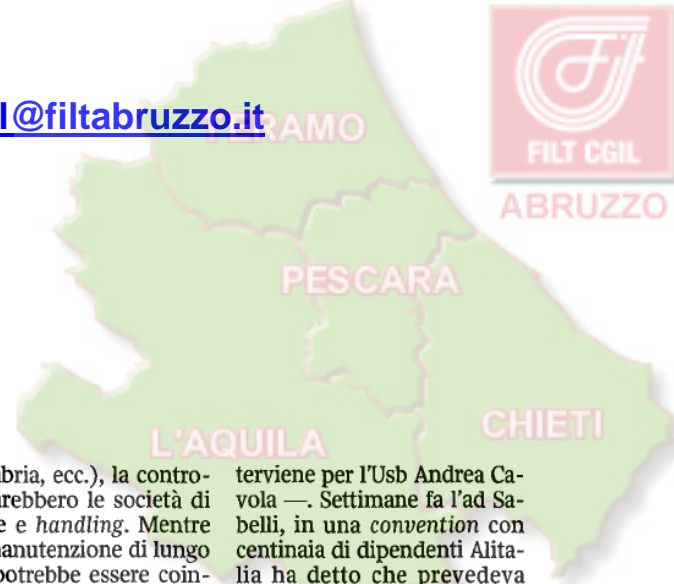 l@filtabruzzo.it
TERAMO
FILT CGIL
ABRUZZO
PESCARA
L'AQUILA
CHIETI
bria, ecc.), la contro-
arebbero le società di
e e handling. Mentre
nanutenzione di lungo
potrebbe essere coin-
terviene per l'Usb Andrea Ca-
vola —. Settimane fa l'ad Sa-
belli, in una convention con
centinaia di dipendenti Alita-
lia ha detto che prevedeva